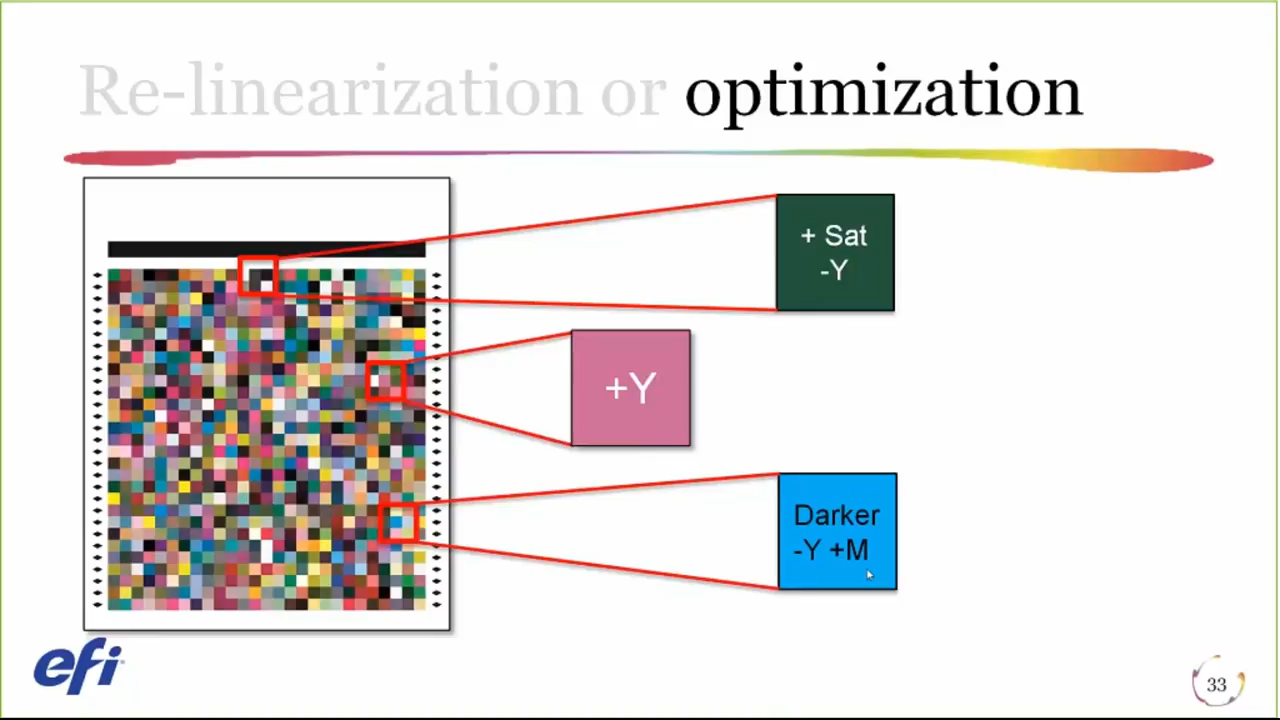 Re-linearization or optimization
+ Sat
-Y
+Y
Darker
-Y +M
efi
33